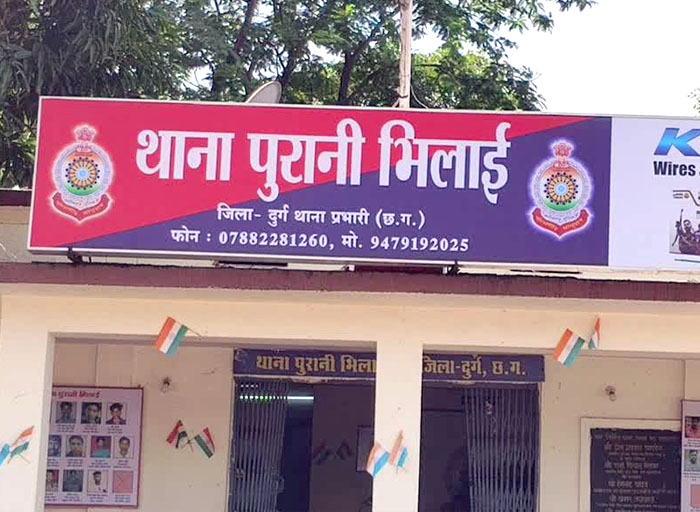 थाना पुरानी भिलाई
जिला- दुर्ग थाना प्रभारी (छ.ग.)
फोन : 07882281260, मो. 9479192025
K
Wires
थाना पुरानी भिला जिला-दुर्ग, छ.ग.
पुरानी भिलाई